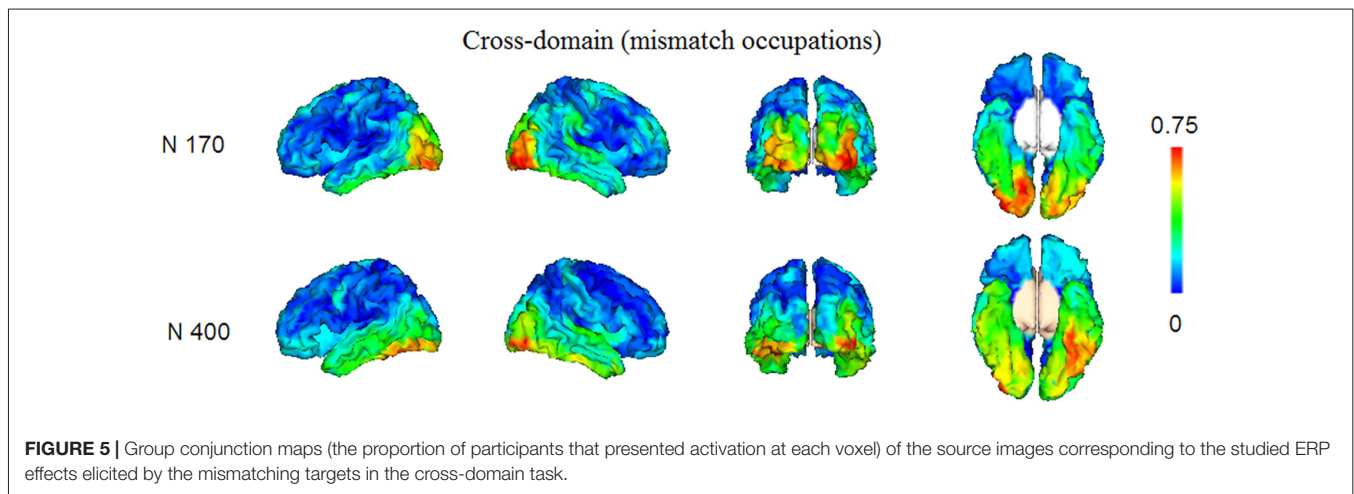 Cross-domain (mismatch occupations)
N 170
0.75
N 400
0
FIGURE 5 | Group conjunction maps (the proportion of participants that presented activation at each voxel) of the source images corresponding to the studied ERP
effects elicited by the mismatching targets in the cross-domain task.